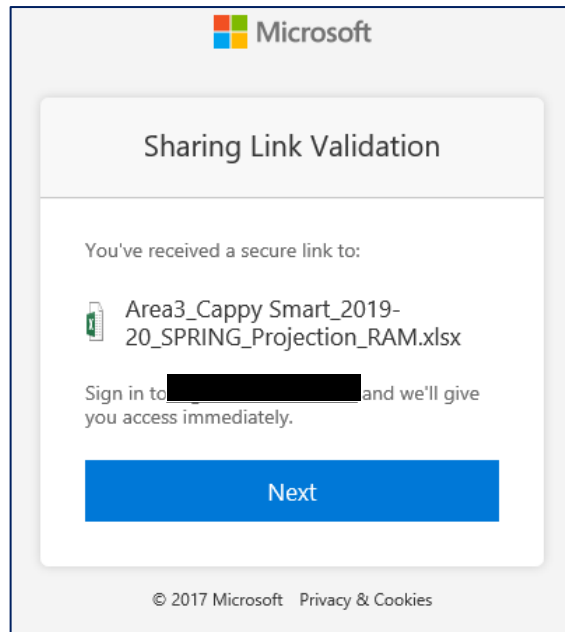 Microsoft
Sharing Link Validation
You've received a secure link to:
Area3_Cappy Smart_2019-
20_SPRING_Projection_RAM.xlsx
Sign in to and we'll give
you access immediately.
Next
© 2017 Microsoft Privacy & Cookies